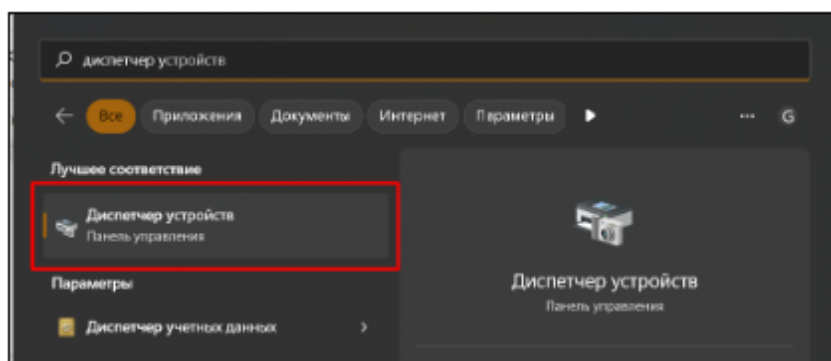 диспетчер устройств
Все Приложения Документы Интернет Параметры ... G
Лучшее соответствие
Диспетчер устройств
Панель управления
Параметры
Диспетчер учетных данных
Диспетчер устройств
Панель управления